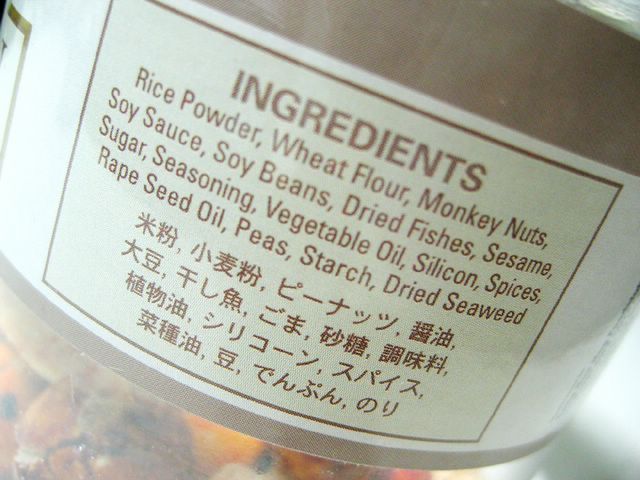 INGREDIENTS
Rice Powder, Wheat Flour, Monkey Nuts,
Soy Sauce, Soy Beans, Dried Fishes, Sesame,
Sugar, Seasoning, Vegetable Oil, Silicon, Spices,
Rape Seed Oil, Peas, Starch, Dried Seaweed
米粉, 小麦粉, ピーナッツ, 醤油,
大豆, 干し魚, ごま, 砂糖, 調味料,
植物油, シリコーン, スパイス,
菜種油, 豆, でんぷん, のり